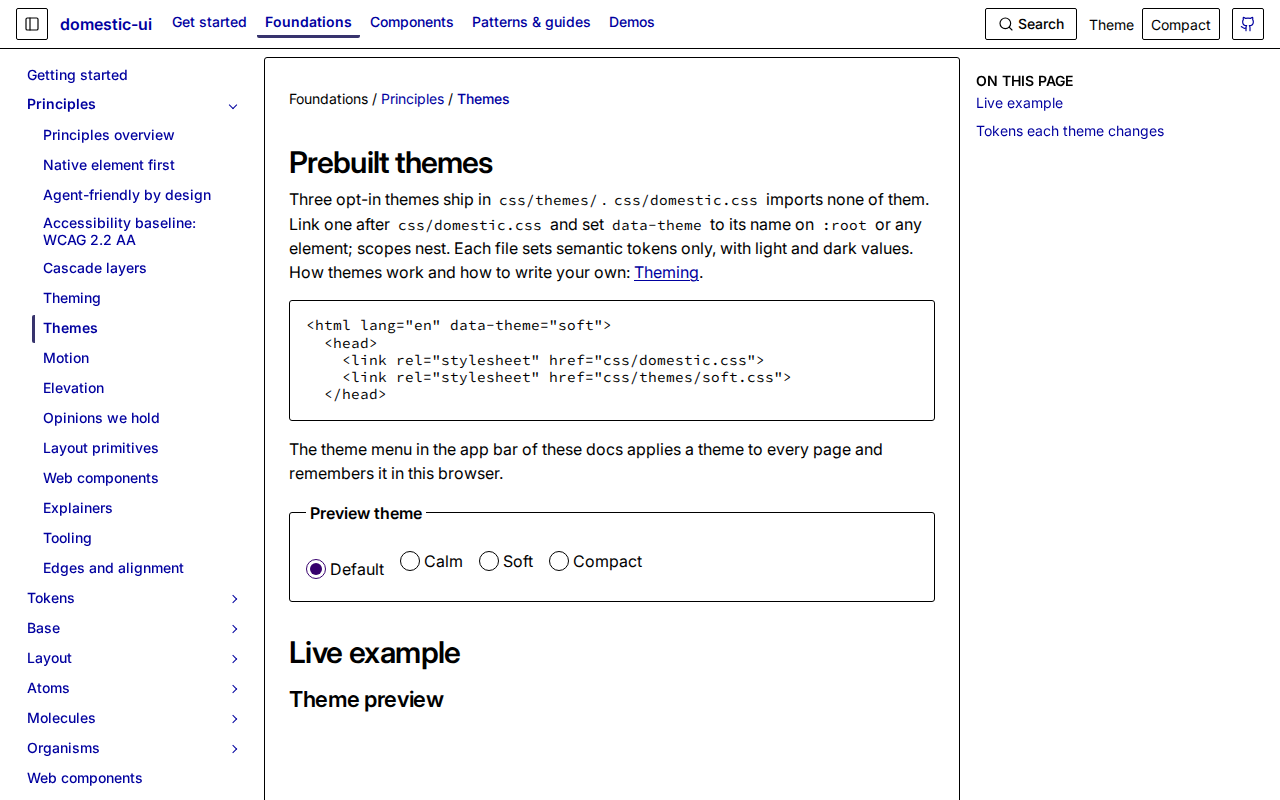 domestic-ui Get started Foundations Components Patterns & guides Demos Search Theme Compact
Getting started
Principles
Principles overview
Native element first
Agent-friendly by design
Accessibility baseline:
WCAG 2.2 AA
Cascade layers
Theming
Themes
Motion
Elevation
Opinions we hold
Layout primitives
Web components
Explainers
Tooling
Edges and alignment
Tokens
Base
Layout
Atoms
Molecules
Organisms
Web components
Foundations / Principles / Themes
Prebuilt themes
Three opt-in themes ship in css/themes/ . css/domestic.css imports none of them.
Link one after css/domestic.css and set data-theme to its name on :root or any
element; scopes nest. Each file sets semantic tokens only, with light and dark values.
How themes work and how to write your own: Theming.
<html lang="en" data-theme="soft">
  <head>
    <link rel="stylesheet" href="css/domestic.css">
    <link rel="stylesheet" href="css/themes/soft.css">
  </head>
The theme menu in the app bar of these docs applies a theme to every page and
remembers it in this browser.
Preview theme
Default Calm Soft Compact
Live example
Theme preview
ON THIS PAGE
Live example
Tokens each theme changes